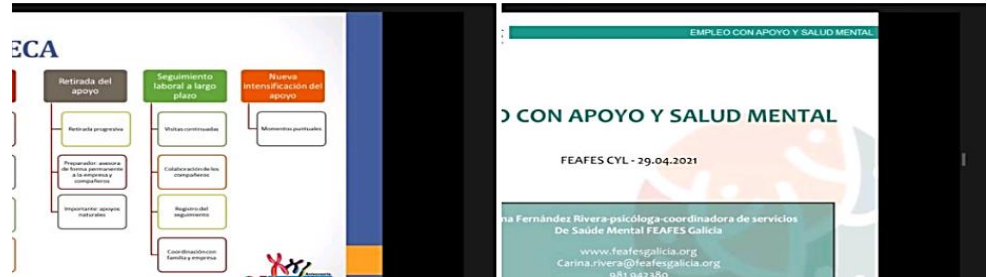 ECA
Retirada del
apoyo
Retirada progresiva
Preparador: asesora
de forma permanente
a la empresa y
compañeros
Importante: apoyos
naturales
Seguimiento
laboral a largo
plazo
Visitas continuadas
Colaboración de los
compañeros
Registro del
seguimiento
Coordinación con
familia y empresa
Nueva
intensificación del
apoyo
Momentos puntuales
EMPLEO CON APOYO Y SALUD MENTAL
O CON APOYO Y SALUD MENTAL
FEAFES CYL - 29.04.2021
na Fernández Rivera-psicóloga-coordinadora de servicios
De Saúde Mental FEAFES Galicia
www.feafesgalicia.org
Carina.rivera@feafesgalicia.org
981 942380